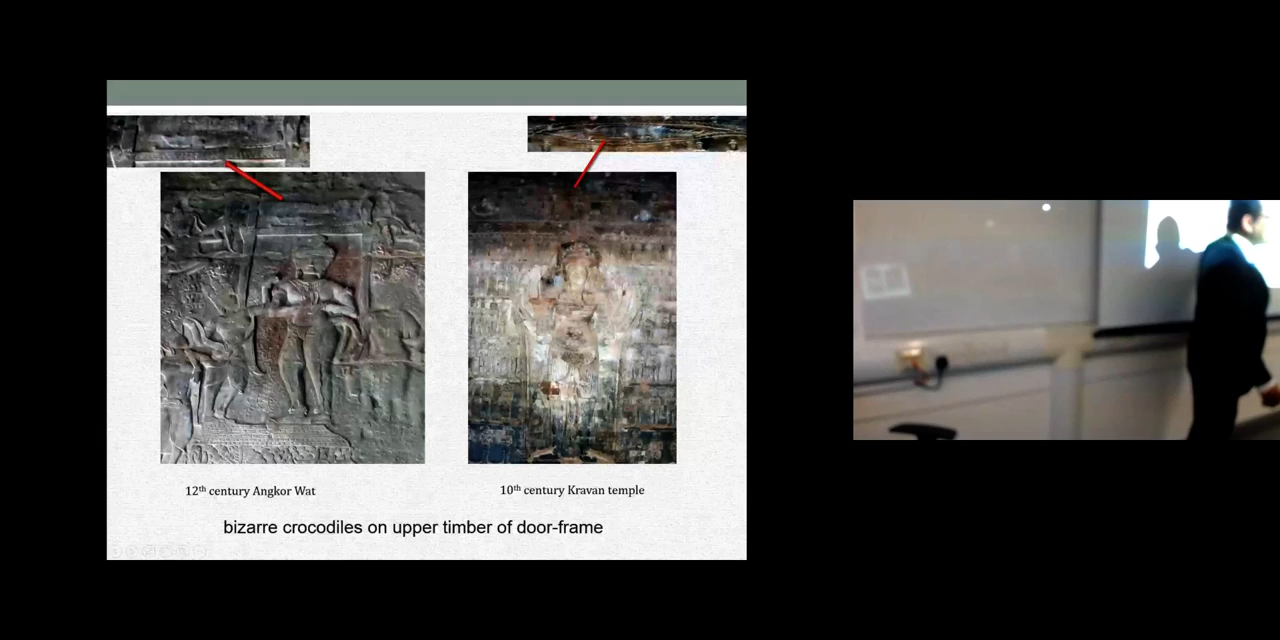 12th century Angkor Wat
10th century Kravan temple
bizarre crocodiles on upper timber of door-frame